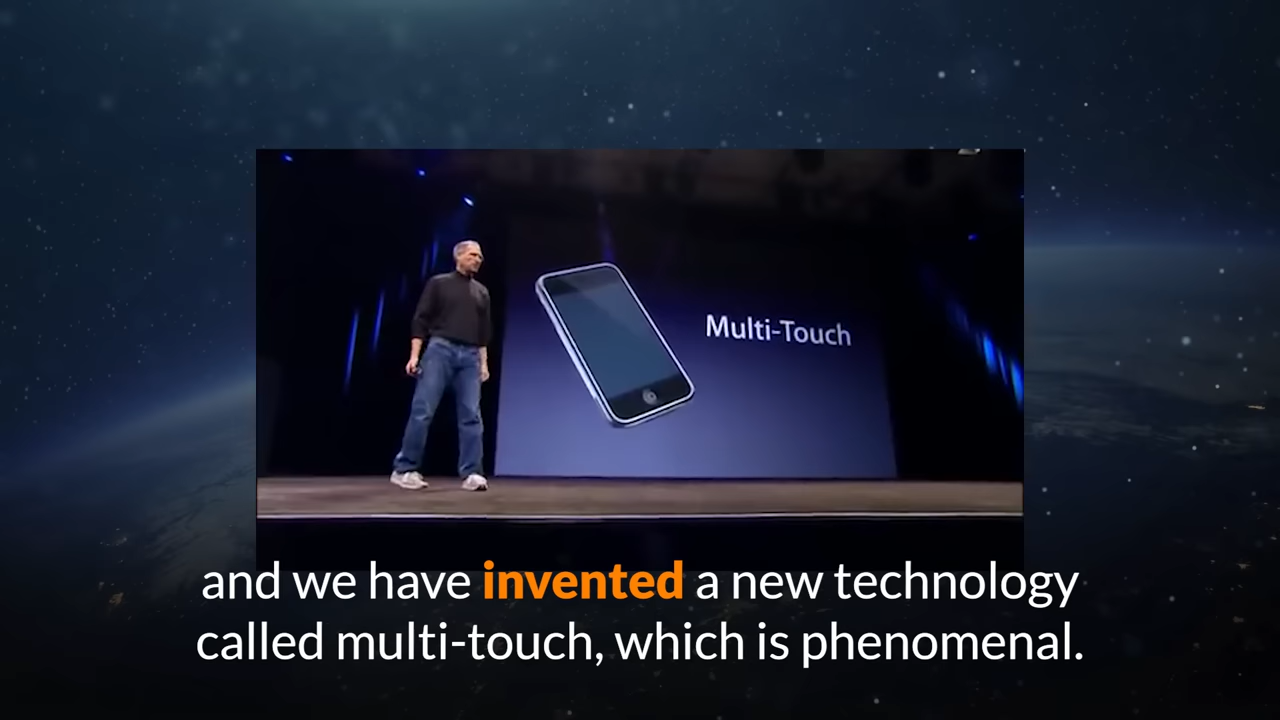 Multi-Touch
and we have invented a new technology
called multi-touch, which is phenomenal.